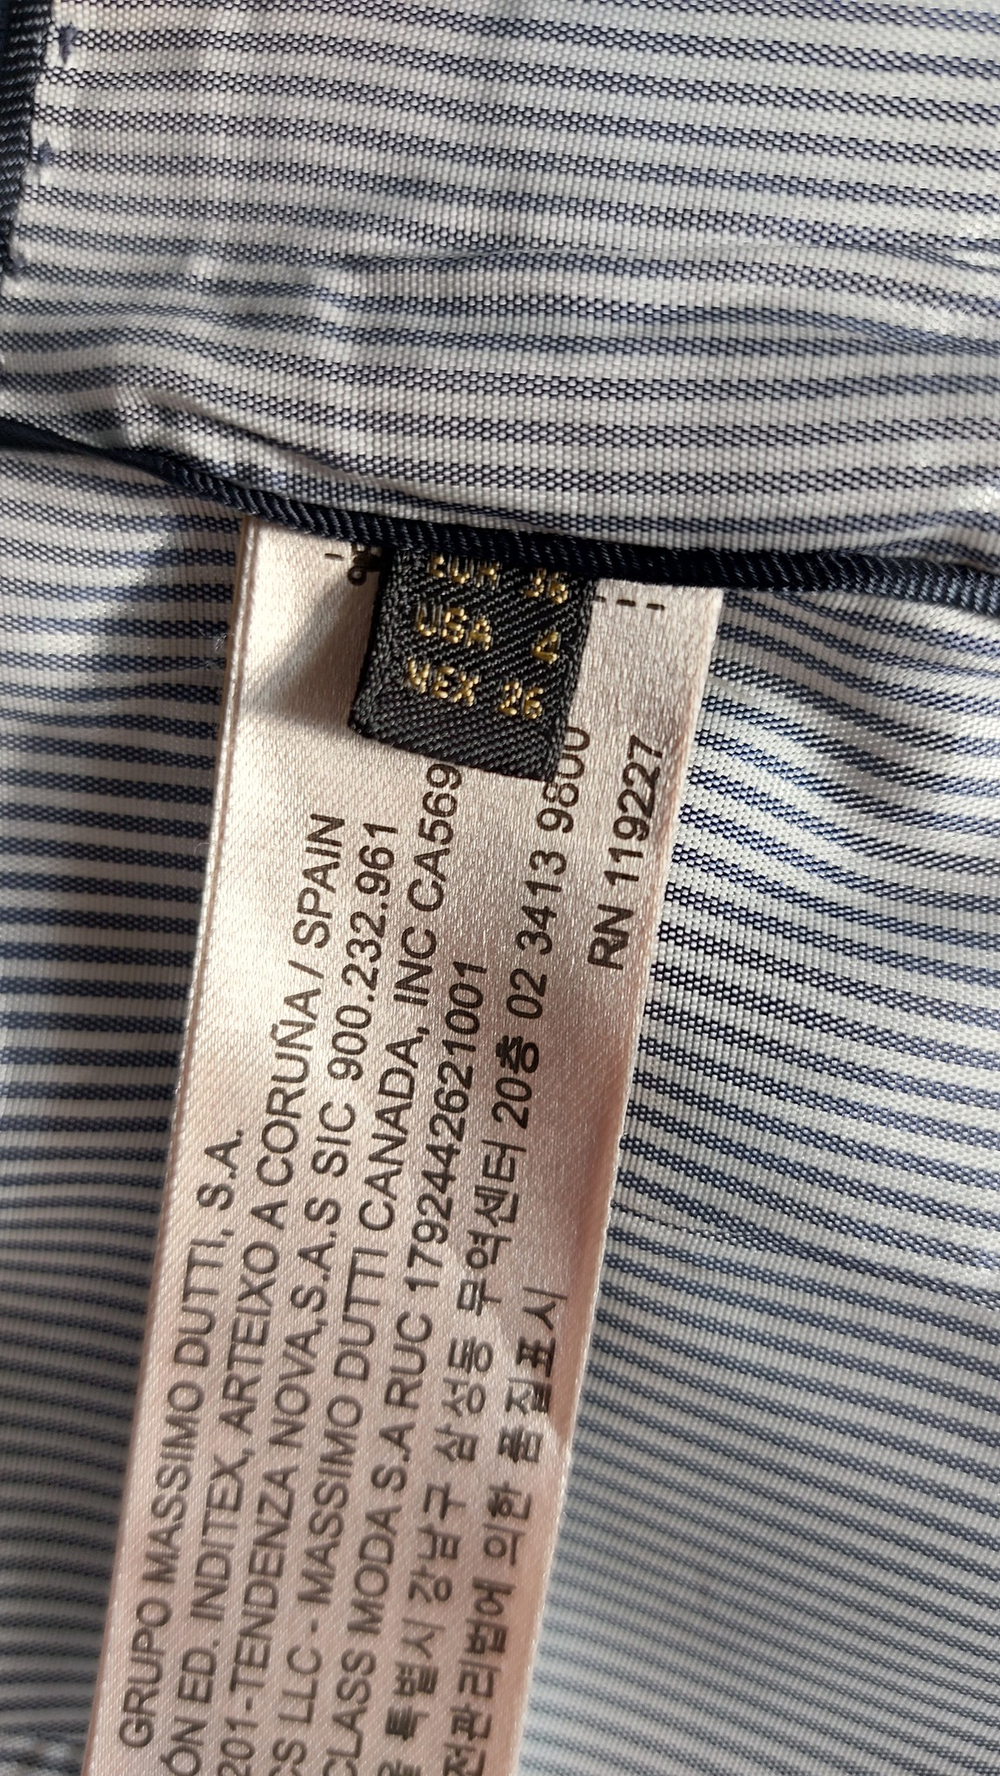 EUR 36
USA 4
MEX 26
GRUPO MASSIMO DUTTI, S.A.
ÓN ED. INDITEX, ARTEIXO A CORUÑA / SPAIN
201-TENDENZA NOVA,S.A.S SIC 900.232.961
CS LLC - MASSIMO DUTTI CANADA, INC CA569
CLASS MODA S.A RUC 1792442621001
특별시 강남구 삼성동 무역센터 20층 02 3413 9800
전관리법에 의한 품질표시
RN 119227